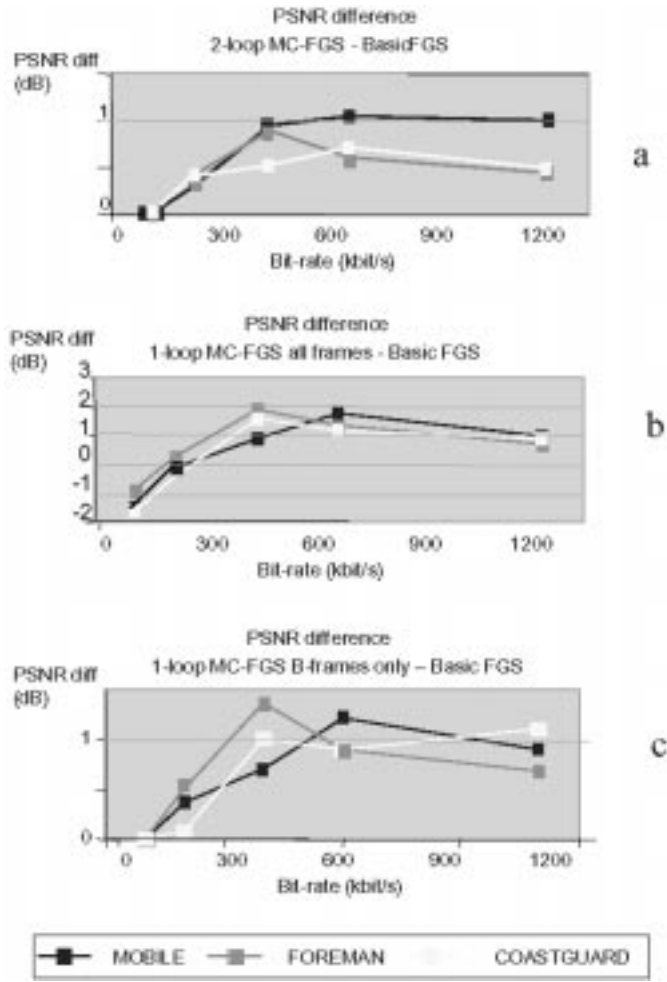 PSNR difference
2-loop MC-FGS - BasicFGS
PSNR diff
(dB)
1
0
0 300 600 900 1200
Bit-rate (kbit/s)
a
PSNR difference
1-loop MC-FGS all frames - Basic FGS
PSNR diff
(dB)
3
2
1
0
-1
-2
0 300 600 900 1200
Bit-rate (kbit/s)
b
PSNR difference
1-loop MC-FGS B-frames only – Basic FGS
PSNR diff
(dB)
1
0
0 300 600 900 1200
Bit-rate (kbit/s)
c
MOBILE FOREMAN COASTGUARD